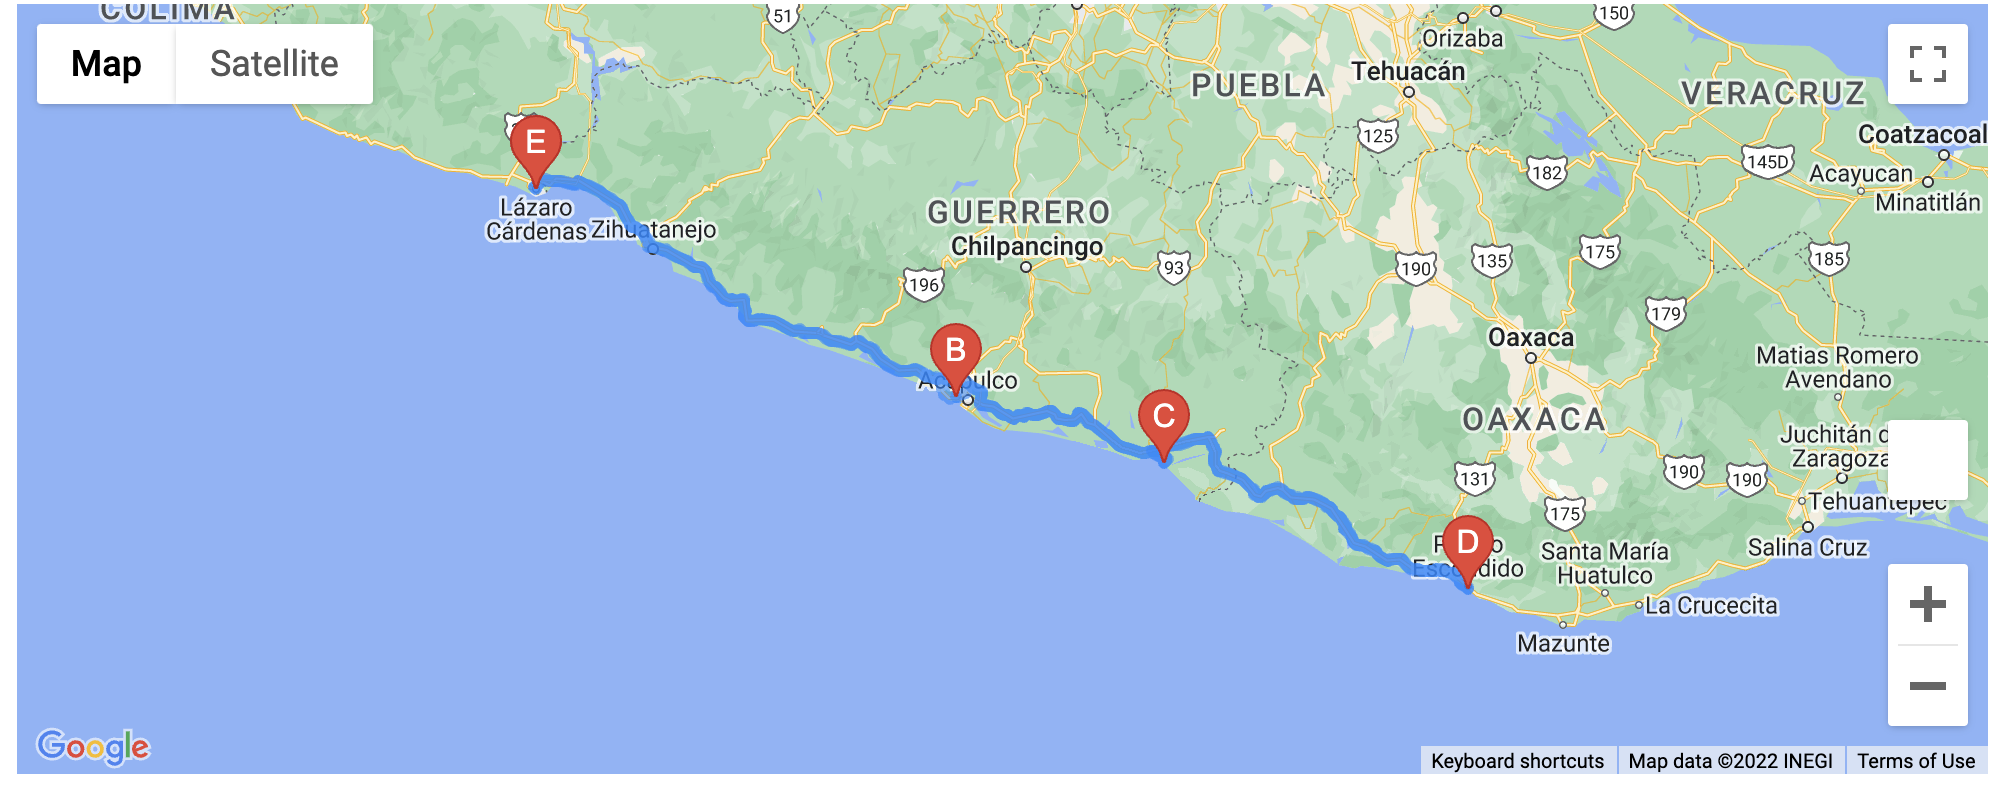 COLIMA
51
150
Orizaba
Map
Satellite
Tehuacán
PUEBLA
VERACRUZ
Coatzacoal
E
125
145D
182
Acayucan
Minatitlán
Lázaro
Cárdenas
Zihuatanejo
GUERRERO
Chilpancingo
93
196
190
135
175
185
179
B
Acapulco
Oaxaca
Matias Romero
Avendano
C
OAXACA
Juchitán d
Zaragoza
131
190
190
Tehuantepec
175
D
Puerto
Escondido
Santa María
Huatulco
Salina Cruz
La Crucecita
Mazunte
Google
Keyboard shortcuts
Map data ©2022 INEGI
Terms of Use